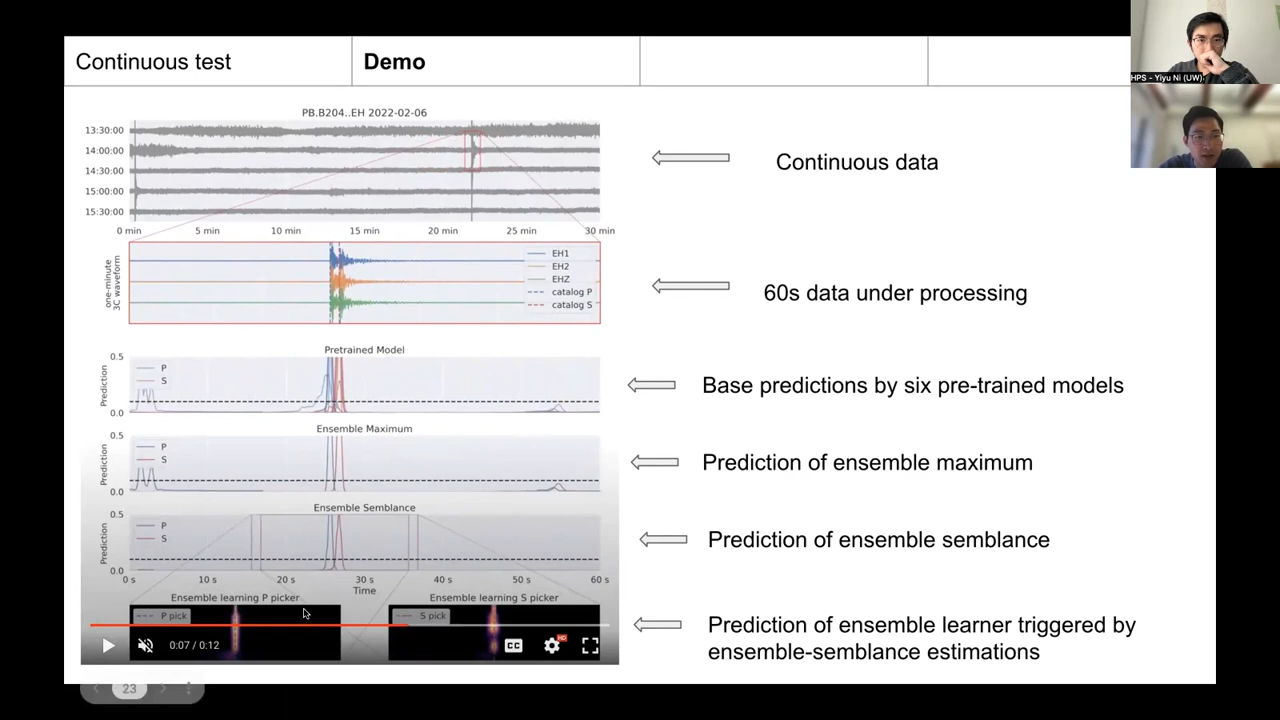 Continuous test
Demo
HPS - Yiyu Ni (UW)
PB.B204..EH 2022-02-06
13:30:00
14:00:00
14:30:00
15:00:00
15:30:00
0 min
5 min
10 min
15 min
20 min
25 min
30 min
Continuous data
one-minute
3C waveform
EH1
EH2
EHZ
catalog P
catalog S
60s data under processing
Pretrained Model
0.5
Prediction
0.0
P
S
Base predictions by six pre-trained models
Ensemble Maximum
0.5
Prediction
0.0
P
S
Prediction of ensemble maximum
Ensemble Semblance
0.5
Prediction
0.0
P
S
0 s
10 s
20 s
30 s
40 s
50 s
60 s
Time
Prediction of ensemble semblance
Ensemble learning P picker
Ensemble learning S picker
P pick
S pick
0:07 / 0:12
CC
HD
Prediction of ensemble learner triggered by
ensemble-semblance estimations
23